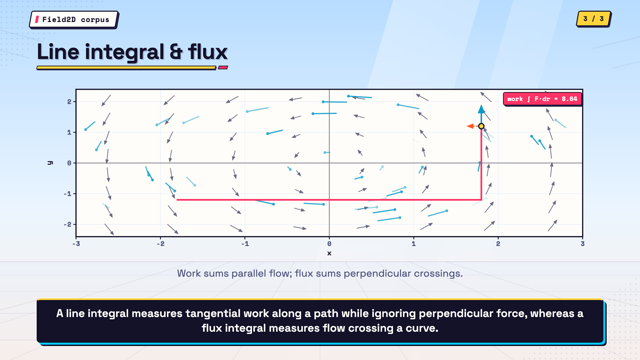 Field2D corpus
3 / 3
Line integral & flux
work ∫ F·dr = 8.64
2
1
0
-1
-2
y
-3
-2
-1
0
1
2
3
x
Work sums parallel flow; flux sums perpendicular crossings.
A line integral measures tangential work along a path while ignoring perpendicular force, whereas a
flux integral measures flow crossing a curve.